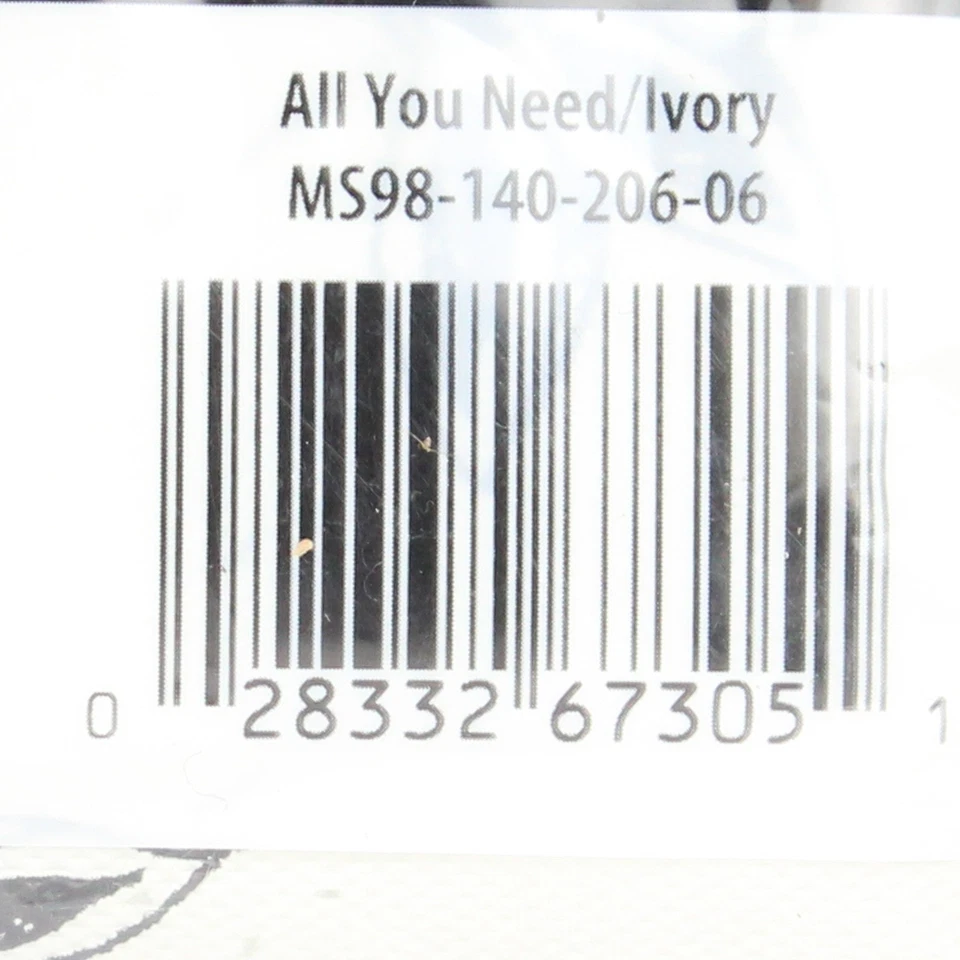 All You Need/Ivory
MS98-140-206-06
0 28332 67305 1